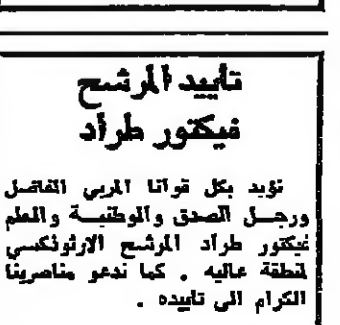 تأييد المرشح
فيكتور طراد
نؤيد بكل قوانا المربي الفاضل
ورجل الصدق والوطنية والعلم
فيكتور طراد المرشح الارثوذكسي
لمنطقة عاليه . كما ندعو مناصرينا
الكرام الى تاييده .